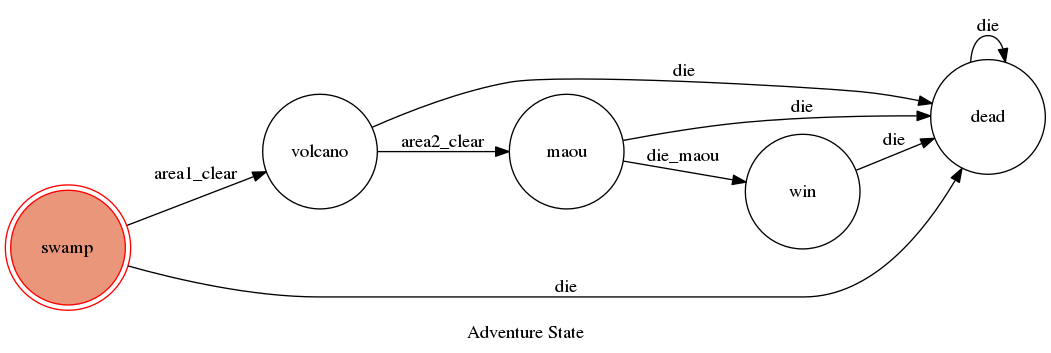 die
die
dead
die
area2_clear
volcano
maou
die_maou
die
area1_clear
win
swamp
die
Adventure State